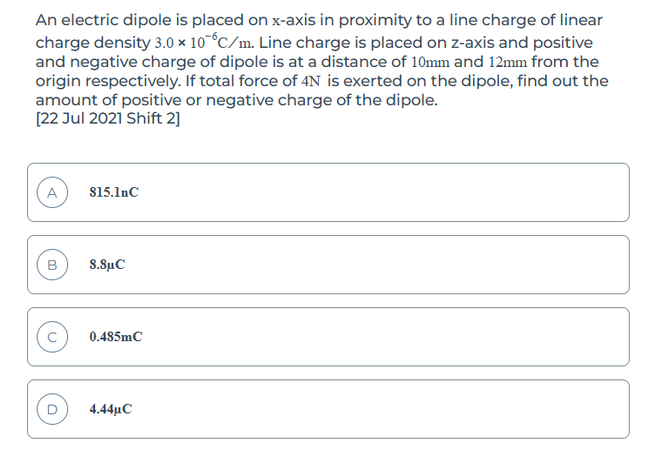 An electric dipole is placed on x-axis in proximity to a line charge of linear
charge density 3.0 × 10⁻⁶C/m. Line charge is placed on z-axis and positive
and negative charge of dipole is at a distance of 10mm and 12mm from the
origin respectively. If total force of 4N is exerted on the dipole, find out the
amount of positive or negative charge of the dipole.
[22 Jul 2021 Shift 2]
A 815.1nC
B 8.8μC
C 0.485mC
D 4.44μC